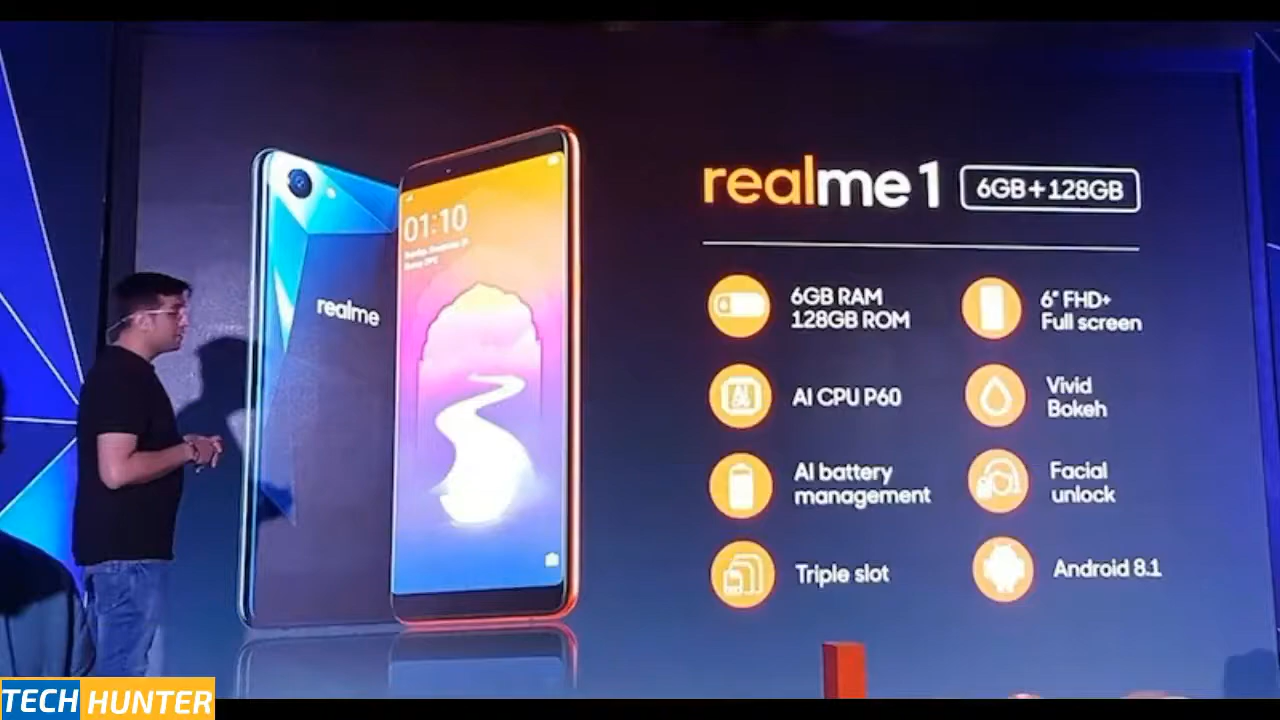 01:10
realme
realme 1 6GB+128GB
6GB RAM
128GB ROM
6" FHD+
Full screen
AI CPU P60
Vivid
Bokeh
AI battery
management
Facial
unlock
Triple slot
Android 8.1
TECH HUNTER